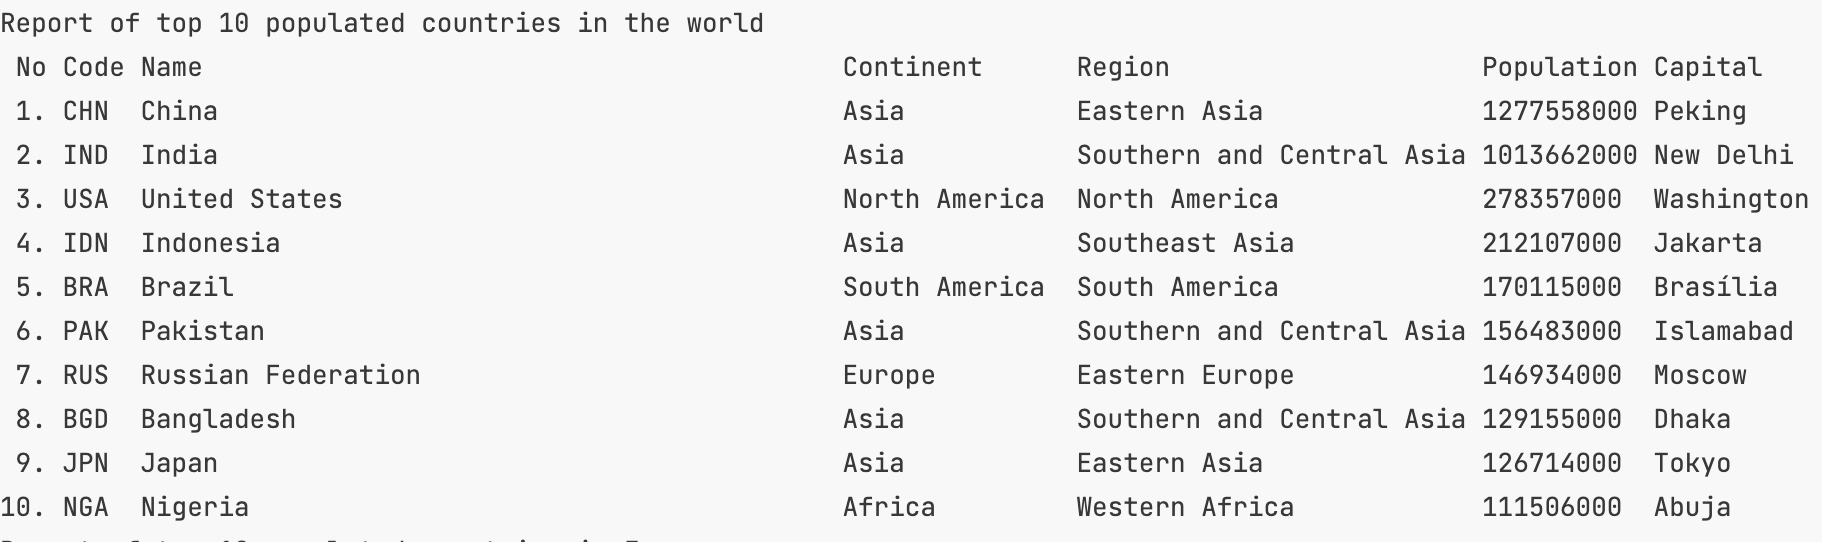 Report of top 10 populated countries in the world
No Code Name Continent Region Population Capital
1. CHN China Asia Eastern Asia 1277558000 Peking
2. IND India Asia Southern and Central Asia 1013662000 New Delhi
3. USA United States North America North America 278357000 Washington
4. IDN Indonesia Asia Southeast Asia 212107000 Jakarta
5. BRA Brazil South America South America 170115000 Brasília
6. PAK Pakistan Asia Southern and Central Asia 156483000 Islamabad
7. RUS Russian Federation Europe Eastern Europe 146934000 Moscow
8. BGD Bangladesh Asia Southern and Central Asia 129155000 Dhaka
9. JPN Japan Asia Eastern Asia 126714000 Tokyo
10. NGA Nigeria Africa Western Africa 111506000 Abuja